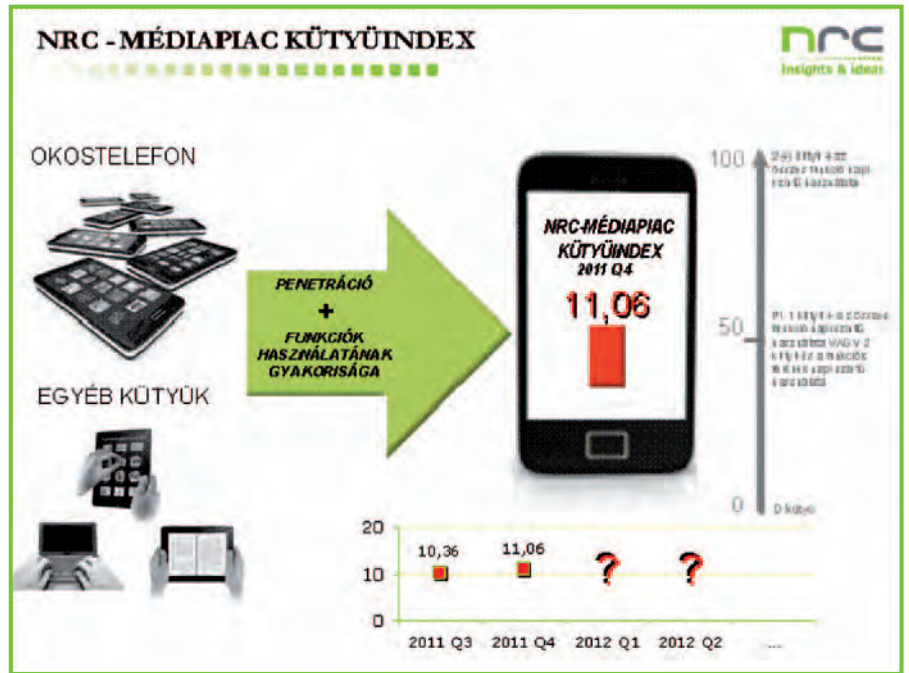 NRC - MÉDIAPIAC KÜTYÜINDEX
nrc
Insights & ideas
OKOSTELEFON
EGYÉB KÜTYÜK
PENETRÁCIÓ
+
FUNKCIÓK
HASZNÁLATÁNAK
GYAKORISÁGA
NRC-MÉDIAPIAC
KÜTYÜINDEX
2011 Q4
11,06
100
50
0
0 kütyü
20
10
0
10,36
11,06
?
?
2011 Q3
2011 Q4
2012 Q1
2012 Q2
...